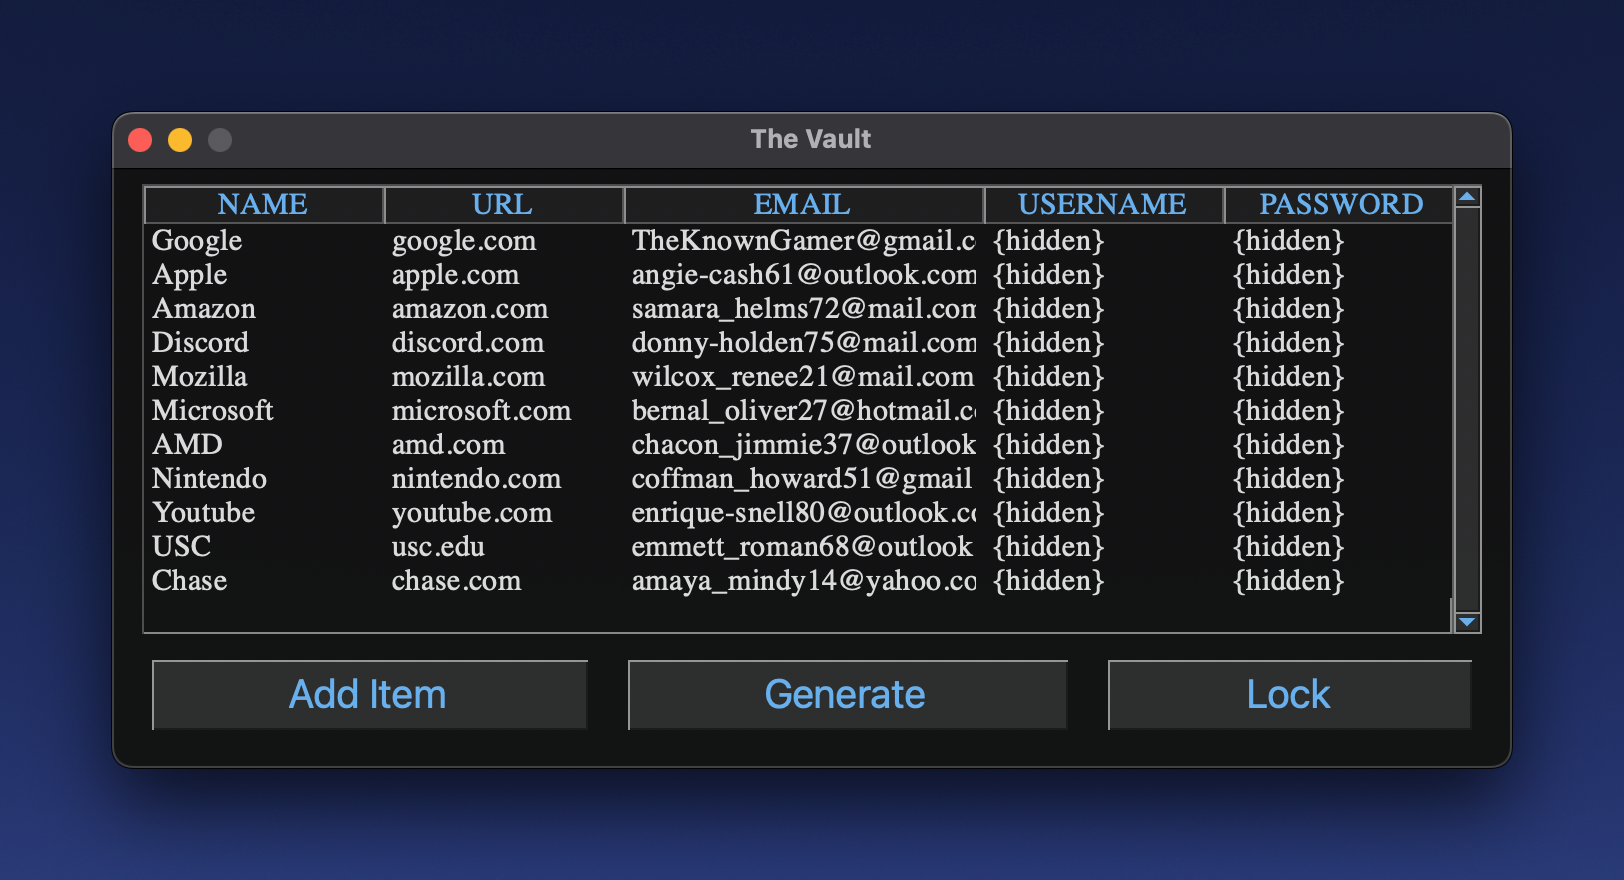 The Vault
NAME URL EMAIL USERNAME PASSWORD
Google google.com TheKnownGamer@gmail.c {hidden} {hidden}
Apple apple.com angie-cash61@outlook.com {hidden} {hidden}
Amazon amazon.com samara_helms72@mail.com {hidden} {hidden}
Discord discord.com donny-holden75@mail.com {hidden} {hidden}
Mozilla mozilla.com wilcox_renee21@mail.com {hidden} {hidden}
Microsoft microsoft.com bernal_oliver27@hotmail.c {hidden} {hidden}
AMD amd.com chacon_jimmie37@outlook {hidden} {hidden}
Nintendo nintendo.com coffman_howard51@gmail {hidden} {hidden}
Youtube youtube.com enrique-snell80@outlook.c {hidden} {hidden}
USC usc.edu emmett_roman68@outlook {hidden} {hidden}
Chase chase.com amaya_mindy14@yahoo.co {hidden} {hidden}
Add Item Generate Lock